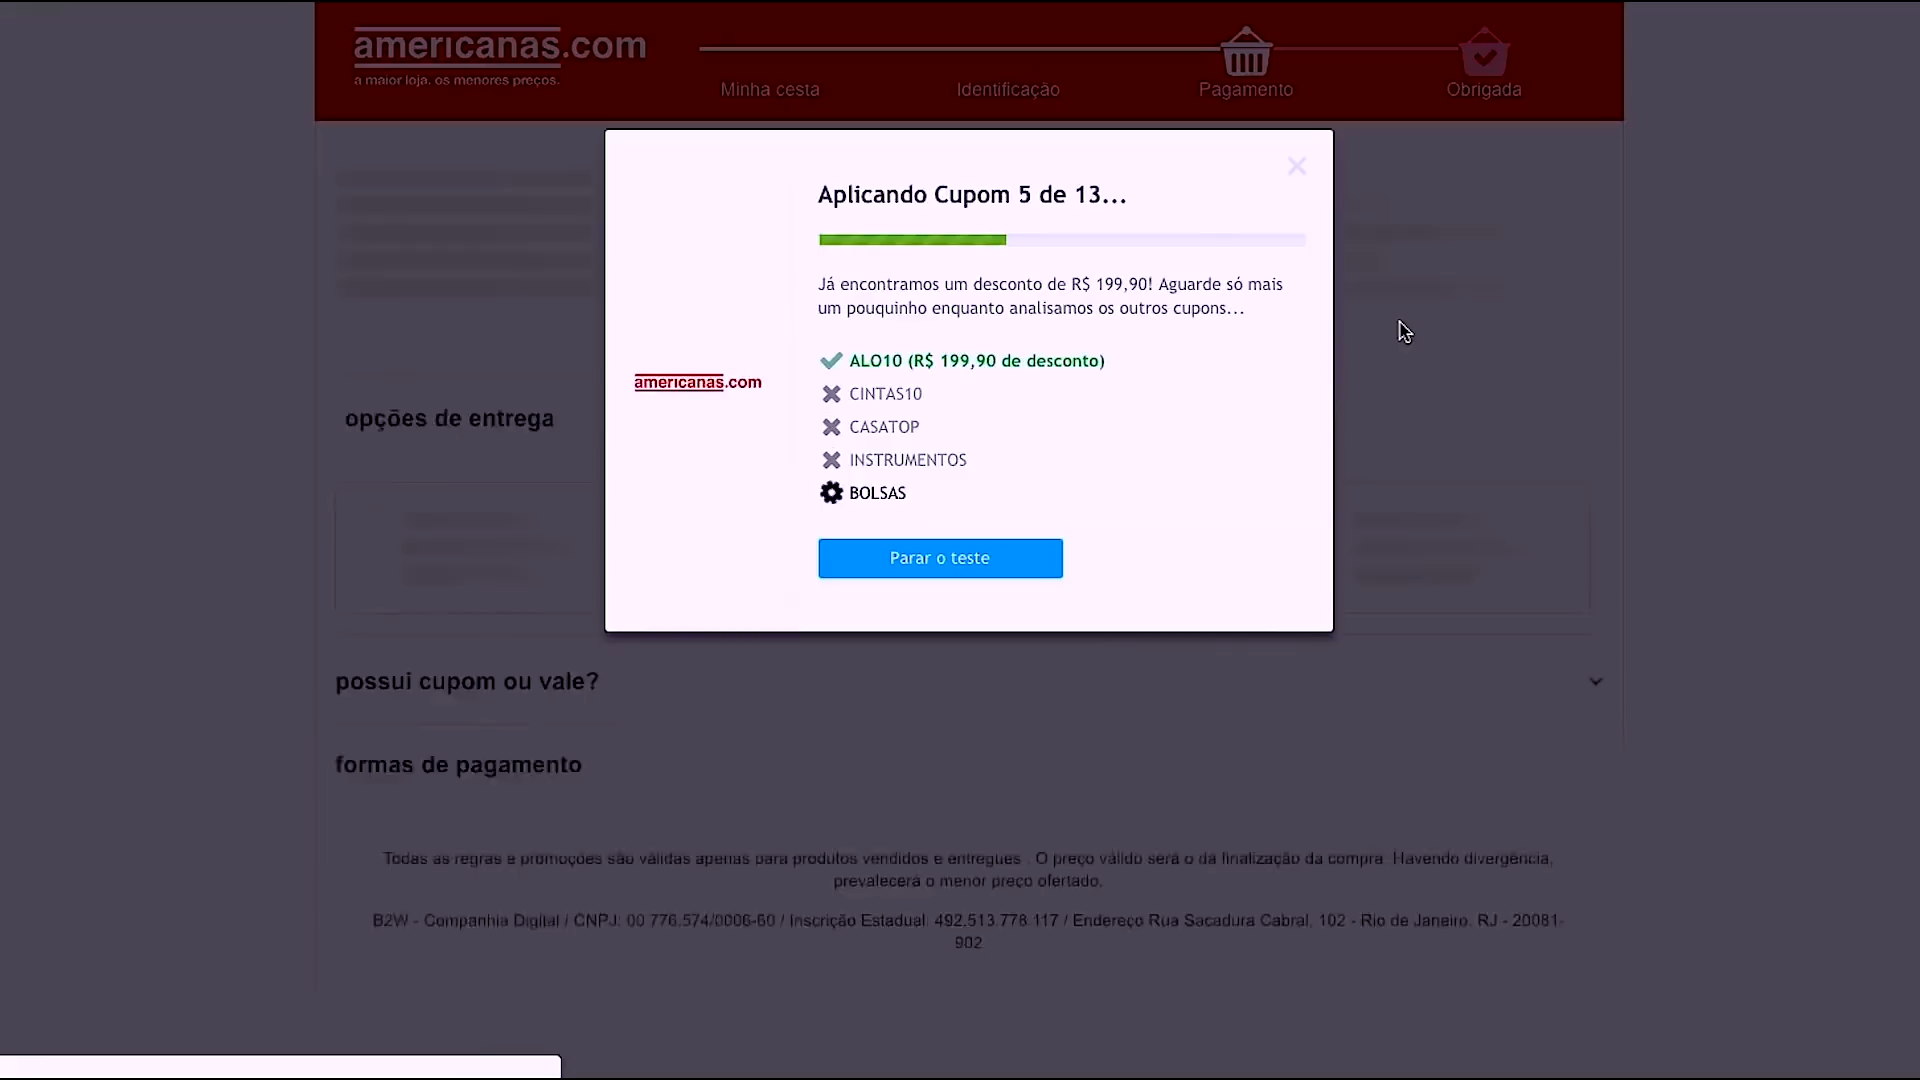 americanas.com
a maior loja. os menores preços.
Minha cesta
Identificação
Pagamento
Obrigada
Aplicando Cupom 5 de 13...
Já encontramos um desconto de R$ 199,90! Aguarde só mais
um pouquinho enquanto analisamos os outros cupons...
ALO10 (R$ 199,90 de desconto)
CINTAS10
CASATOP
INSTRUMENTOS
BOLSAS
americanas.com
Parar o teste
opções de entrega
possui cupom ou vale?
formas de pagamento
Todas as regras e promoções são válidas apenas para produtos vendidos e entregues . O preço válido será o da finalização da compra. Havendo divergência,
prevalecerá o menor preço ofertado.
B2W - Companhia Digital / CNPJ: 00.776.574/0006-60 / Inscrição Estadual: 492.513.778.117 / Endereço Rua Sacadura Cabral, 102 - Rio de Janeiro, RJ - 20081-
902